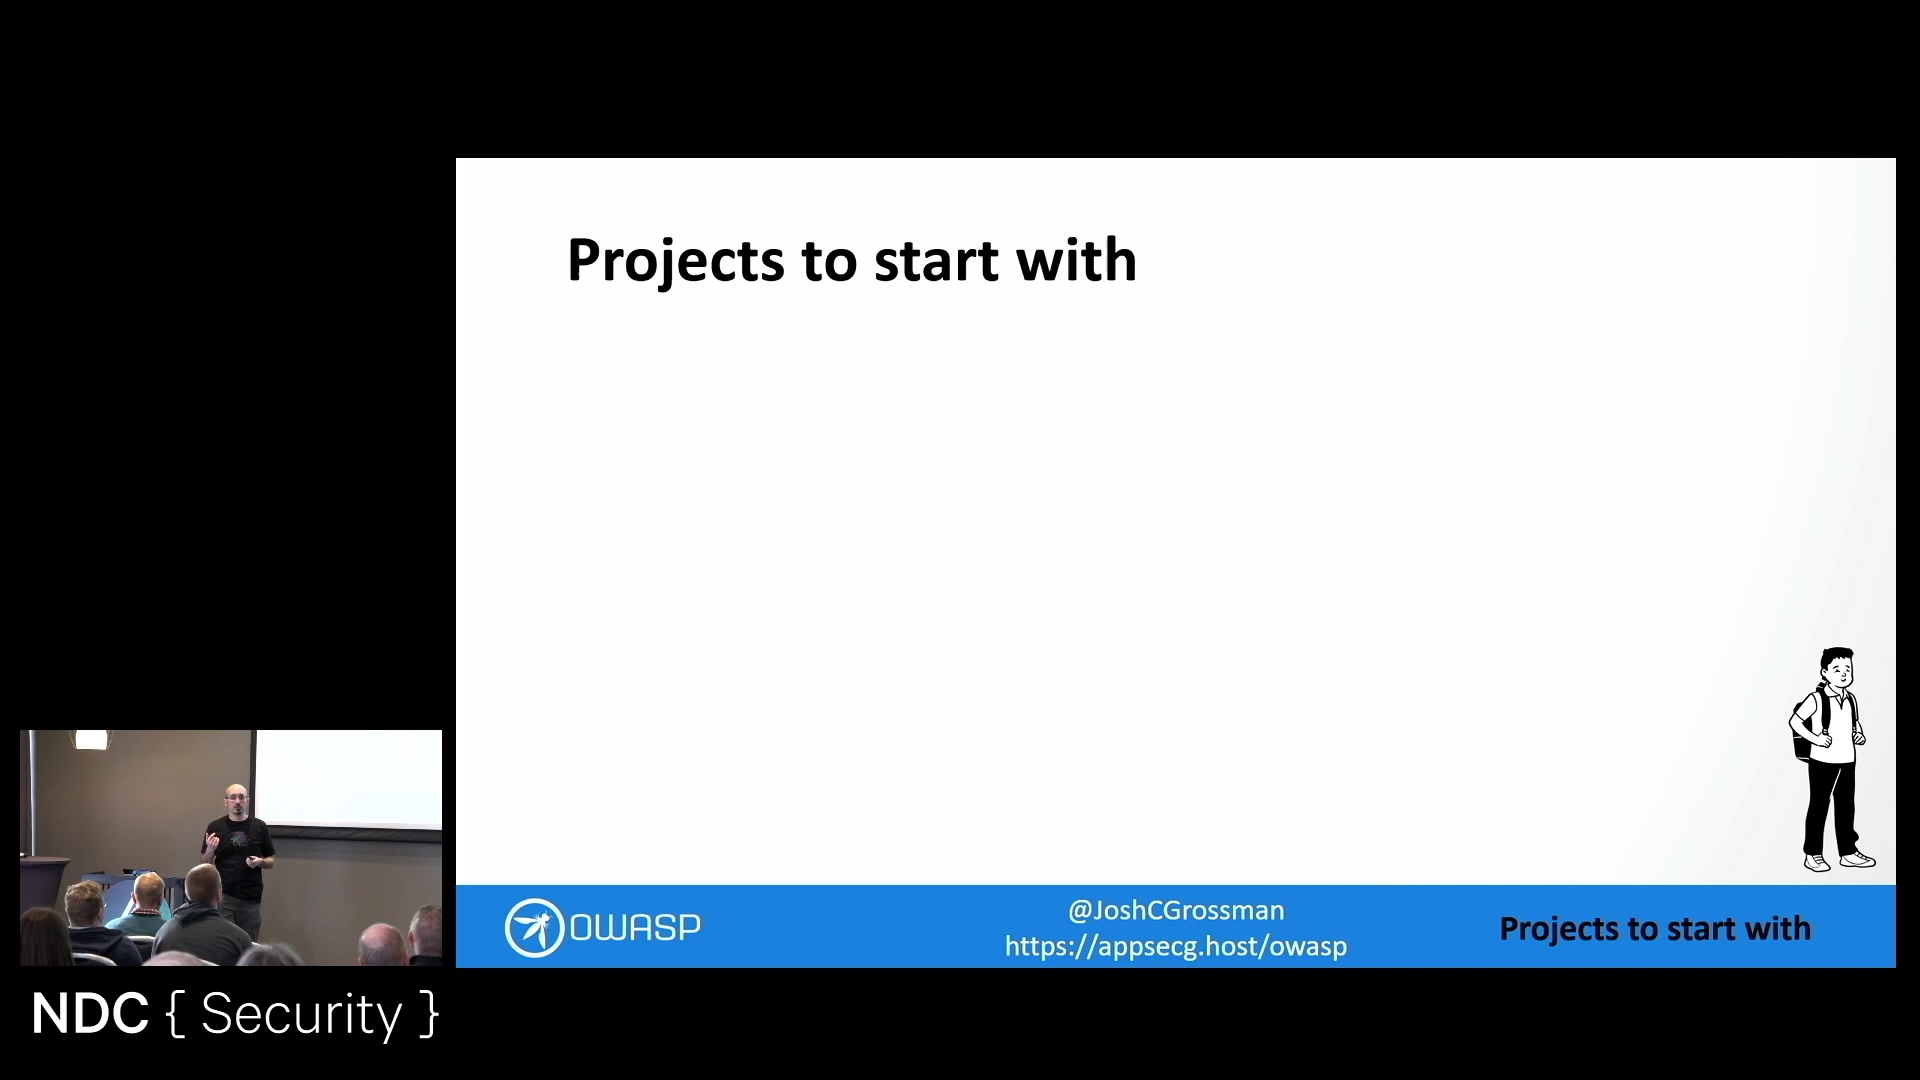 Projects to start with
OWASP
@JoshCGrossman
https://appsecg.host/owasp
Projects to start with
NDC { Security }